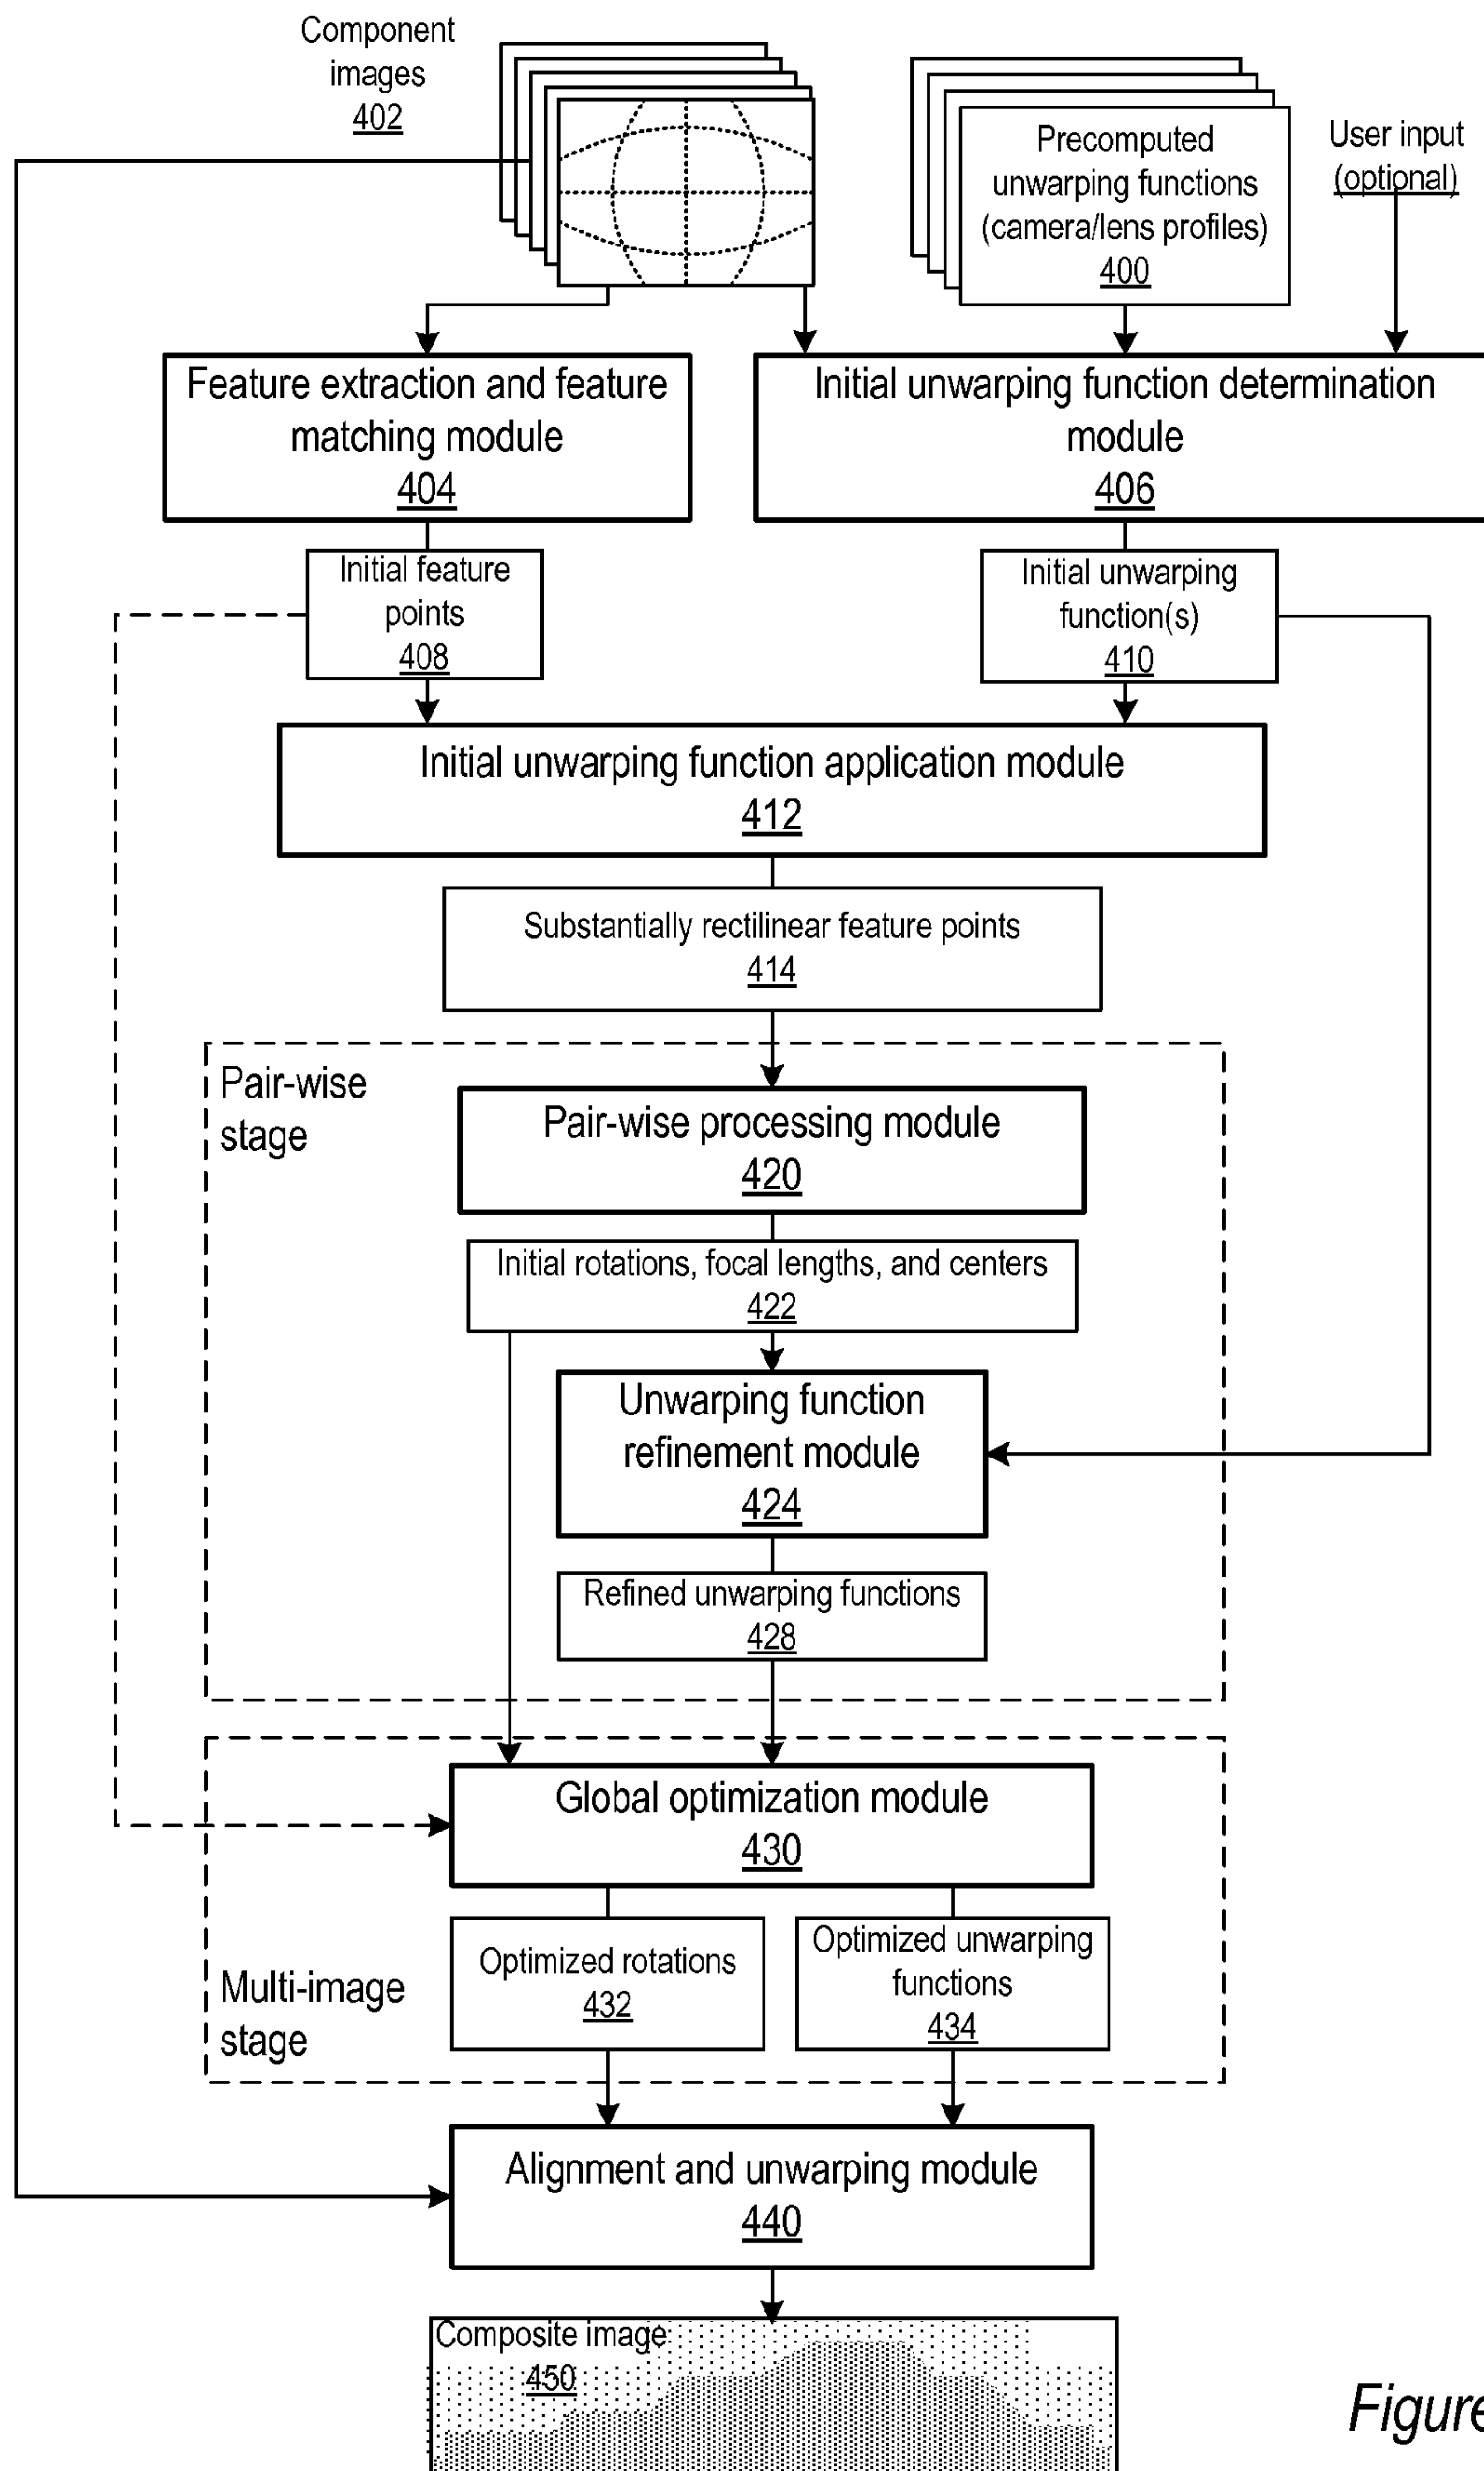 Component
images
402
Precomputed
unwarping functions
(camera/lens profiles)
400
User input
(optional)
Feature extraction and feature
matching module
404
Initial unwarping function determination
module
406
Initial feature
points
408
Initial unwarping
function(s)
410
Initial unwarping function application module
412
Substantially rectilinear feature points
414
Pair-wise
stage
Pair-wise processing module
420
Initial rotations, focal lengths, and centers
422
Unwarping function
refinement module
424
Refined unwarping functions
428
Global optimization module
430
Optimized rotations
432
Optimized unwarping
functions
434
Multi-image
stage
Alignment and unwarping module
440
Composite image
450
Figure